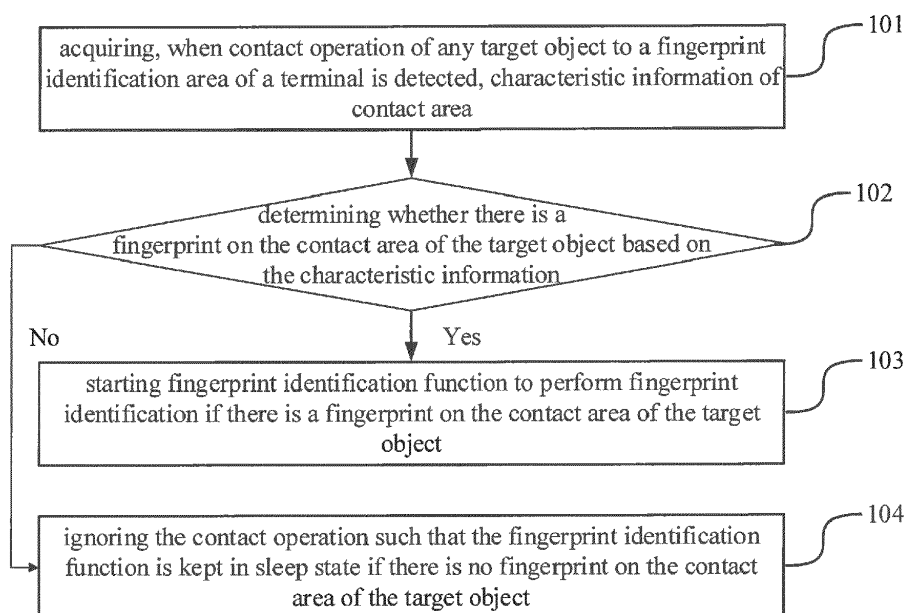 acquiring, when contact operation of any target object to a fingerprint
identification area of a terminal is detected, characteristic information of
contact area
101
determining whether there is a
fingerprint on the contact area of the target object based on
the characteristic information
102
No
Yes
starting fingerprint identification function to perform fingerprint
identification if there is a fingerprint on the contact area of the target
object
103
ignoring the contact operation such that the fingerprint identification
function is kept in sleep state if there is no fingerprint on the contact
area of the target object
104